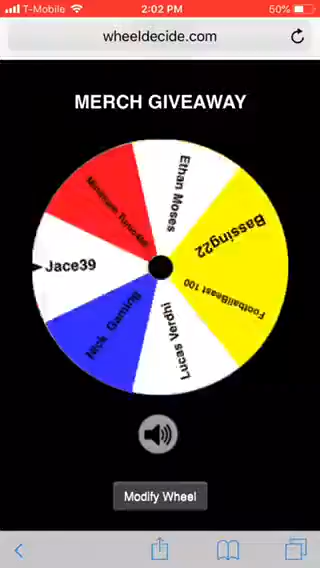 T-Mobile 2:02 PM 50%
wheeldecide.com
MERCH GIVEAWAY
Ethan Moses
Bassing22
FootballBeast 100
Lucas Verdhi
Nick Gaming
Jace39
Modify Wheel